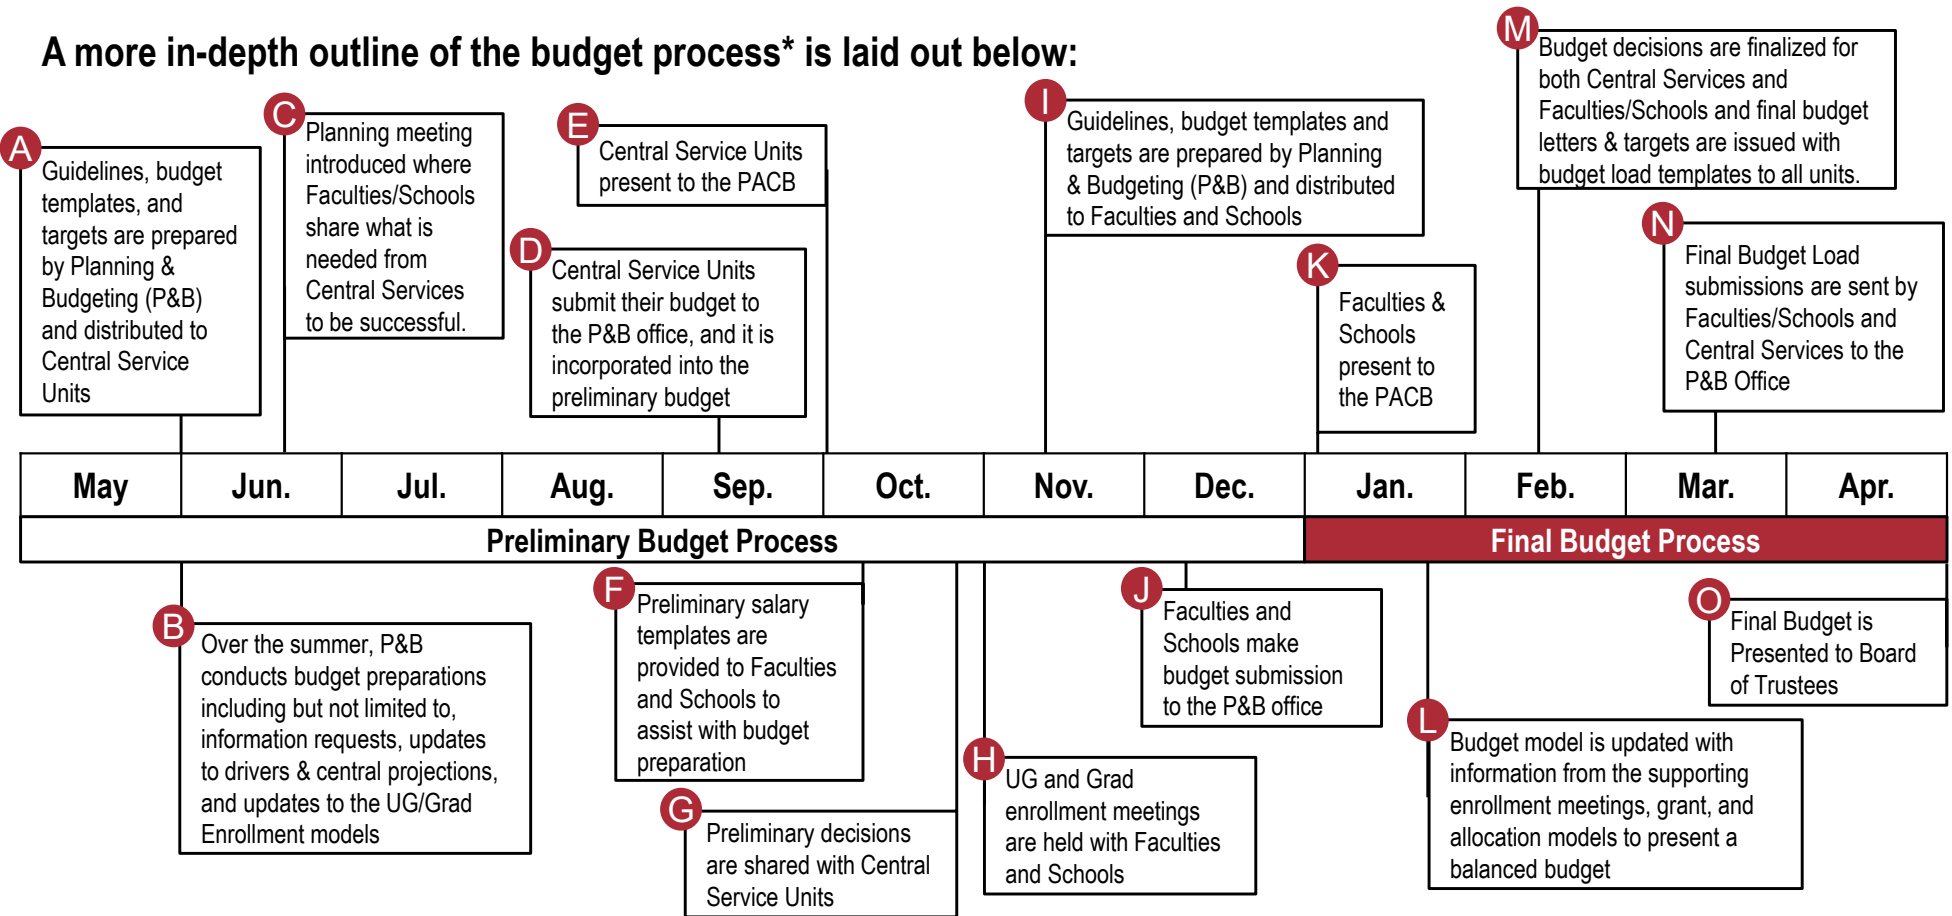 A more in-depth outline of the budget process* is laid out below:
A
Guidelines, budget
templates, and
targets are prepared
by Planning &
Budgeting (P&B)
and distributed to
Central Service
Units
C
Planning meeting
introduced where
Faculties/Schools
share what is
needed from
Central Services
to be successful.
E
Central Service Units
present to the PACB
D
Central Service Units
submit their budget to
the P&B office, and it is
incorporated into the
preliminary budget
I
Guidelines, budget templates and
targets are prepared by Planning
& Budgeting (P&B) and distributed
to Faculties and Schools
K
Faculties &
Schools
present to
the PACB
M
Budget decisions are finalized for
both Central Services and
Faculties/Schools and final budget
letters & targets are issued with
budget load templates to all units.
N
Final Budget Load
submissions are sent by
Faculties/Schools and
Central Services to the
P&B Office
May Jun. Jul. Aug. Sep. Oct. Nov. Dec. Jan. Feb. Mar. Apr.
Preliminary Budget Process Final Budget Process
B
Over the summer, P&B
conducts budget preparations
including but not limited to,
information requests, updates
to drivers & central projections,
and updates to the UG/Grad
Enrollment models
F
Preliminary salary
templates are
provided to Faculties
and Schools to
assist with budget
preparation
G
Preliminary decisions
are shared with Central
Service Units
H
UG and Grad
enrollment meetings
are held with Faculties
and Schools
J
Faculties and
Schools make
budget submission
to the P&B office
L
Budget model is updated with
information from the supporting
enrollment meetings, grant, and
allocation models to present a
balanced budget
O
Final Budget is
Presented to Board
of Trustees